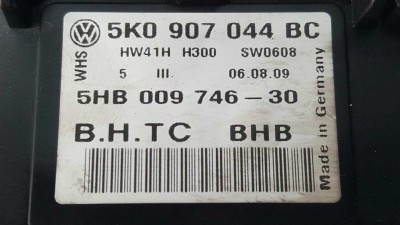 5K0 907 044 BC
HW41H H300 SW0608
WHS
5 III. 06.08.09
5HB 009 746-30
B.H.TC BHB
Made in Germany